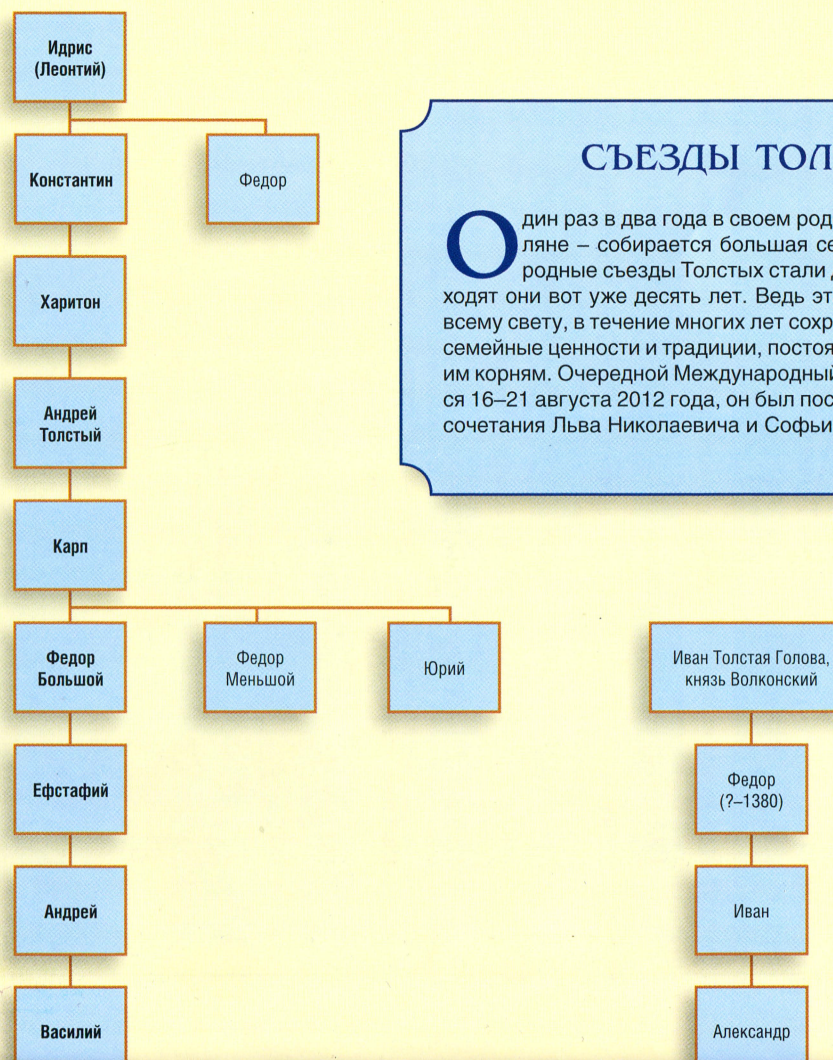 Идрис
(Леонтий)
Константин
Федор
Харитон
Андрей
Толстый
Карп
Федор
Большой
Федор
Меньшой
Юрий
Ефстафий
Андрей
Василий
СЪЕЗДЫ ТОЛ
Один раз в два года в своем род
ляне – собирается большая се
родные съезды Толстых стали
ходят они вот уже десять лет. Ведь эт
всему свету, в течение многих лет сохр
семейные ценности и традиции, постоя
им корням. Очередной Международный
ся 16–21 августа 2012 года, он был пос
сочетания Льва Николаевича и Софьи
Иван Толстая Голова,
князь Волконский
Федор
(?–1380)
Иван
Александр